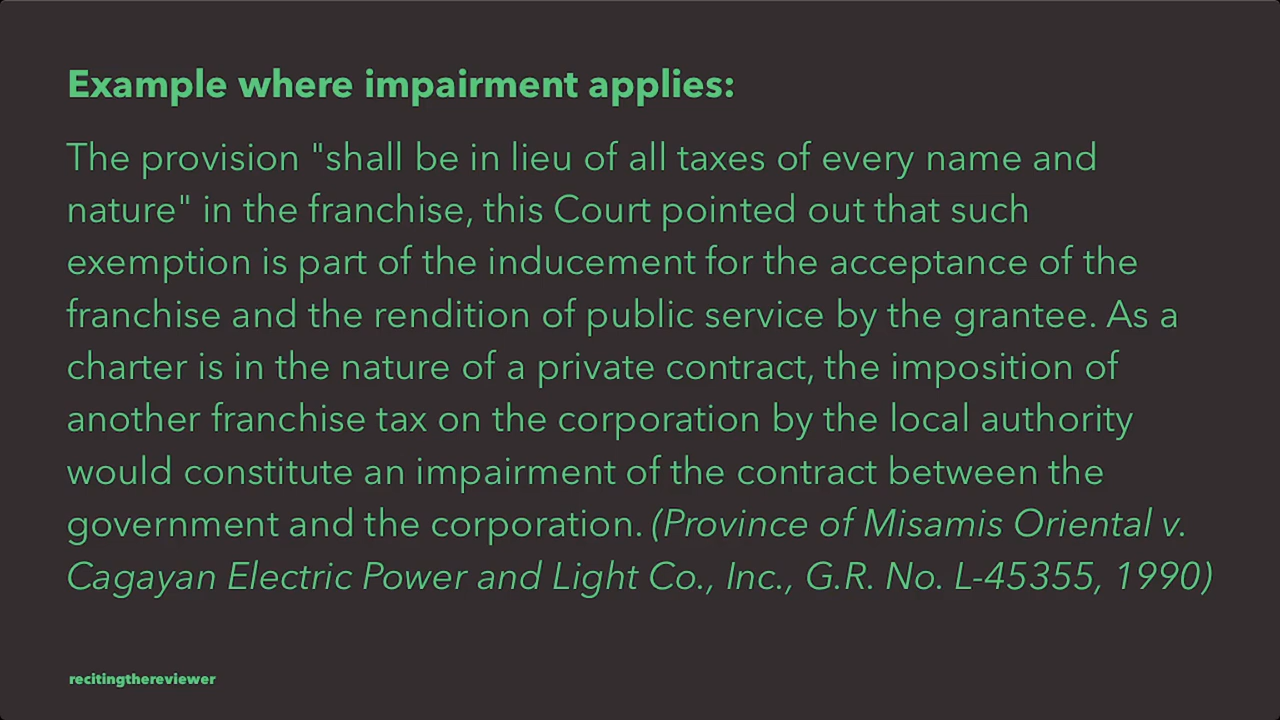 Example where impairment applies:
The provision "shall be in lieu of all taxes of every name and
nature" in the franchise, this Court pointed out that such
exemption is part of the inducement for the acceptance of the
franchise and the rendition of public service by the grantee. As a
charter is in the nature of a private contract, the imposition of
another franchise tax on the corporation by the local authority
would constitute an impairment of the contract between the
government and the corporation. (Province of Misamis Oriental v.
Cagayan Electric Power and Light Co., Inc., G.R. No. L-45355, 1990)
recitingthereviewer